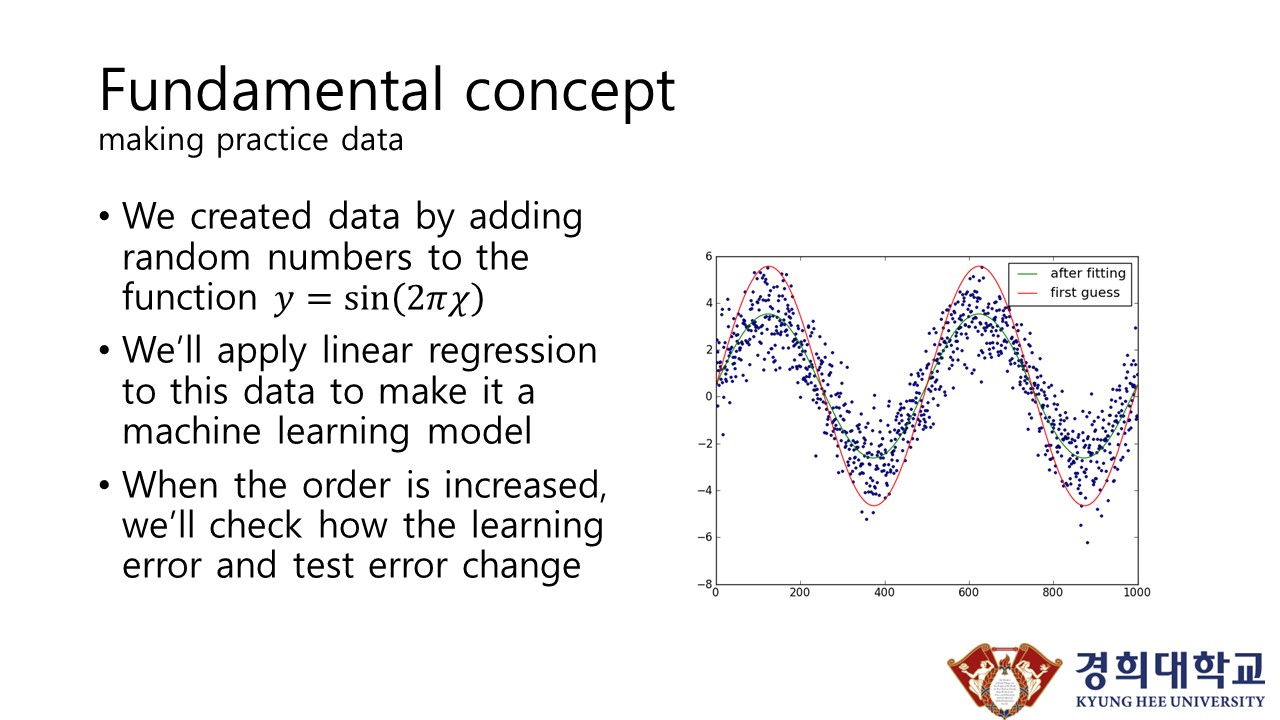 Fundamental concept
making practice data
• We created data by adding
random numbers to the
function 𝑦 = sin(2𝜋𝜒)
• We’ll apply linear regression
to this data to make it a
machine learning model
• When the order is increased,
we’ll check how the learning
error and test error change
after fitting
first guess
6
4
2
0
−2
−4
−6
−8
0 200 400 600 800 1000
경희대학교
KYUNG HEE UNIVERSITY